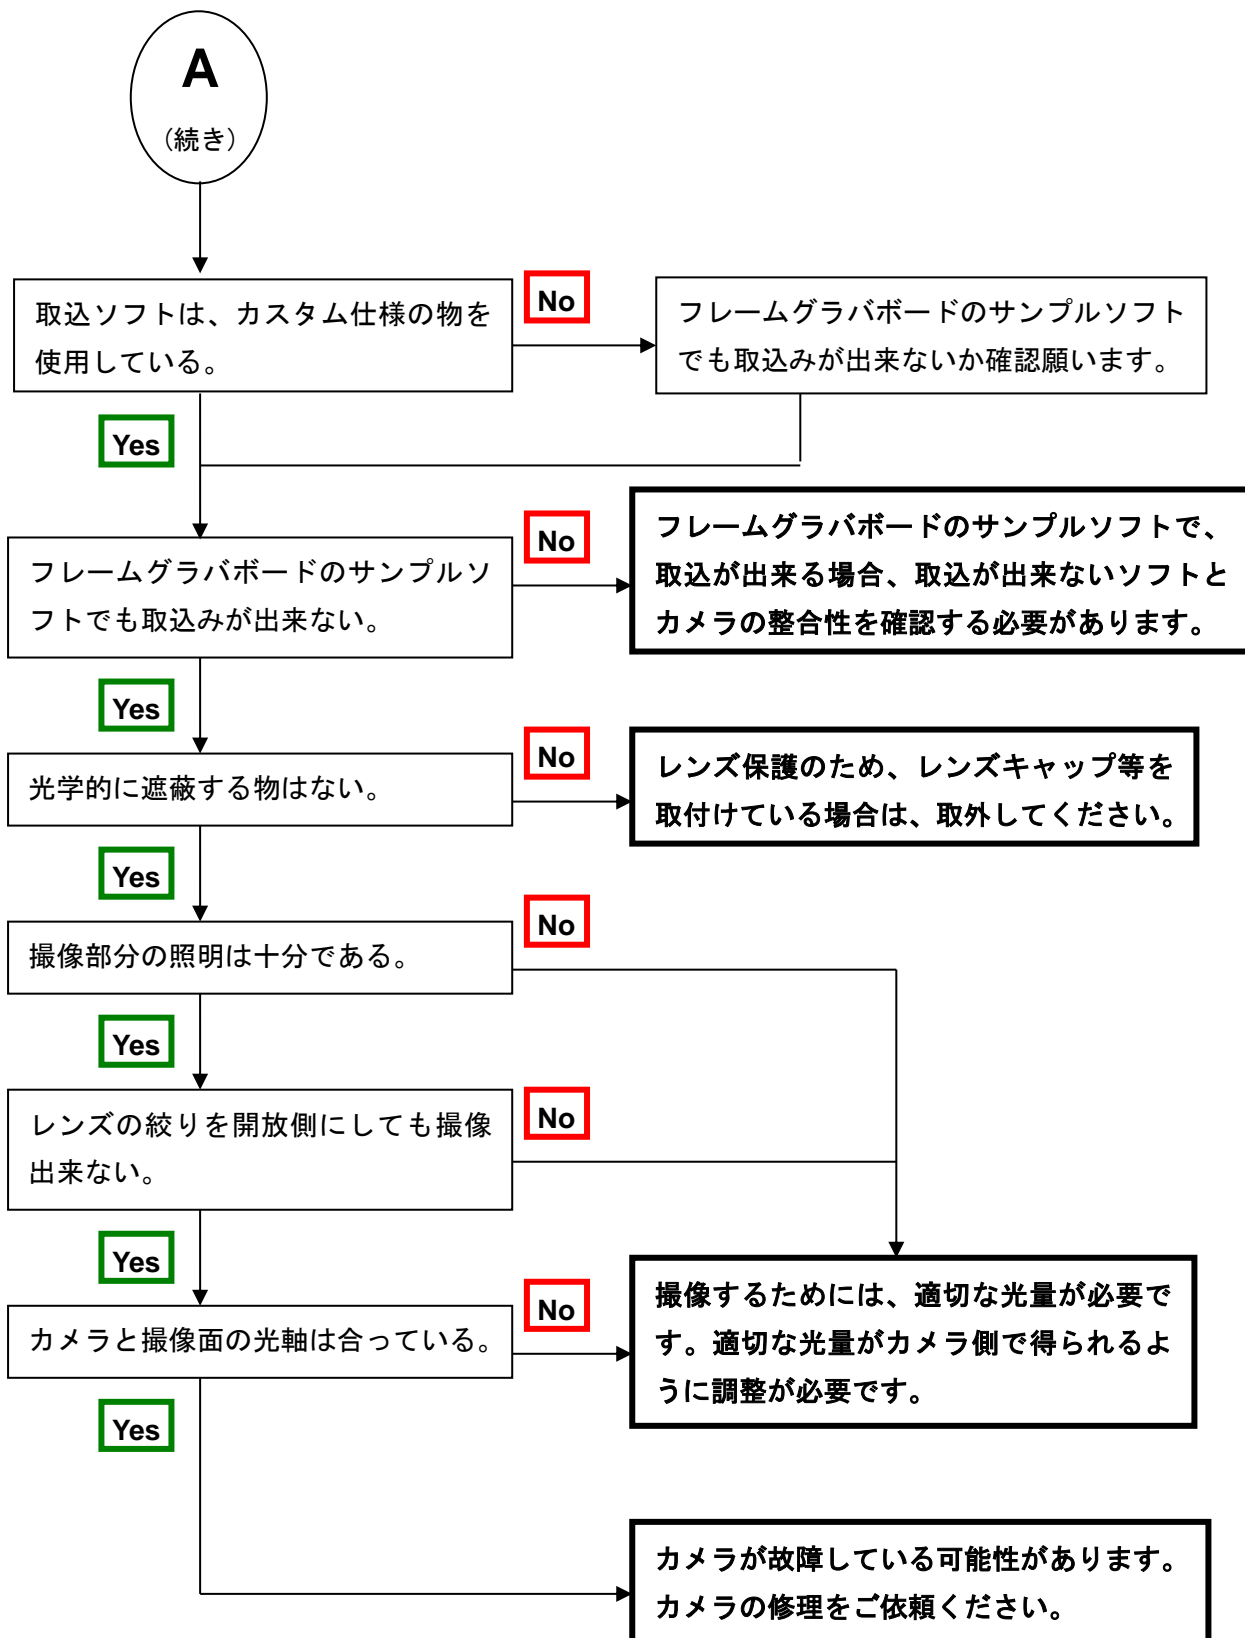 A
（続き）
取込ソフトは、カスタム仕様の物を
使用している。
No
フレームグラバボードのサンプルソフト
でも取込みが出来ないか確認願います。
Yes
フレームグラバボードのサンプルソ
フトでも取込みが出来ない。
No
フレームグラバボードのサンプルソフトで、
取込が出来る場合、取込が出来ないソフトと
カメラの整合性を確認する必要があります。
Yes
光学的に遮蔽する物はない。
No
レンズ保護のため、レンズキャップ等を
取付けている場合は、取外してください。
Yes
撮像部分の照明は十分である。
No
Yes
レンズの絞りを開放側にしても撮像
出来ない。
No
Yes
カメラと撮像面の光軸は合っている。
No
撮像するためには、適切な光量が必要で
す。適切な光量がカメラ側で得られるよ
うに調整が必要です。
Yes
カメラが故障している可能性があります。
カメラの修理をご依頼ください。